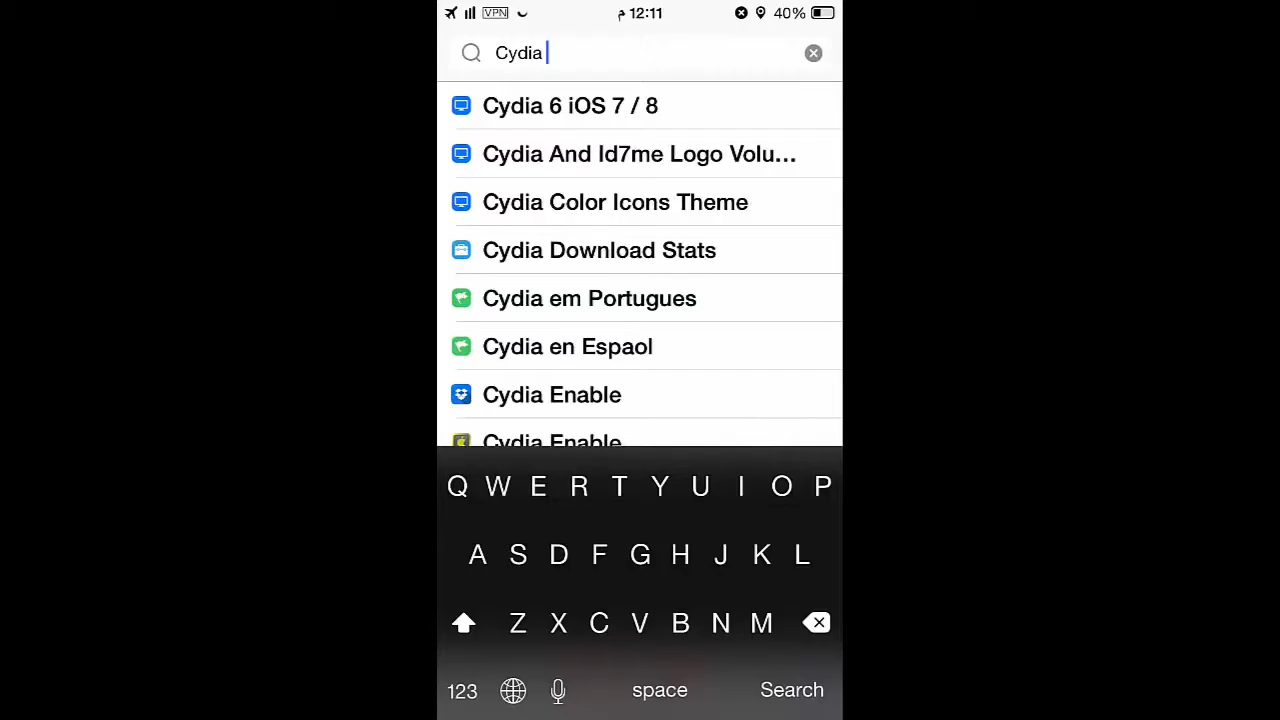 VPN م 12:11 40%
Cydia
Cydia 6 iOS 7 / 8
Cydia And Id7me Logo Volu...
Cydia Color Icons Theme
Cydia Download Stats
Cydia em Portugues
Cydia en Espaol
Cydia Enable
Cydia Enable
Q W E R T Y U I O P
A S D F G H J K L
Z X C V B N M
123 space Search